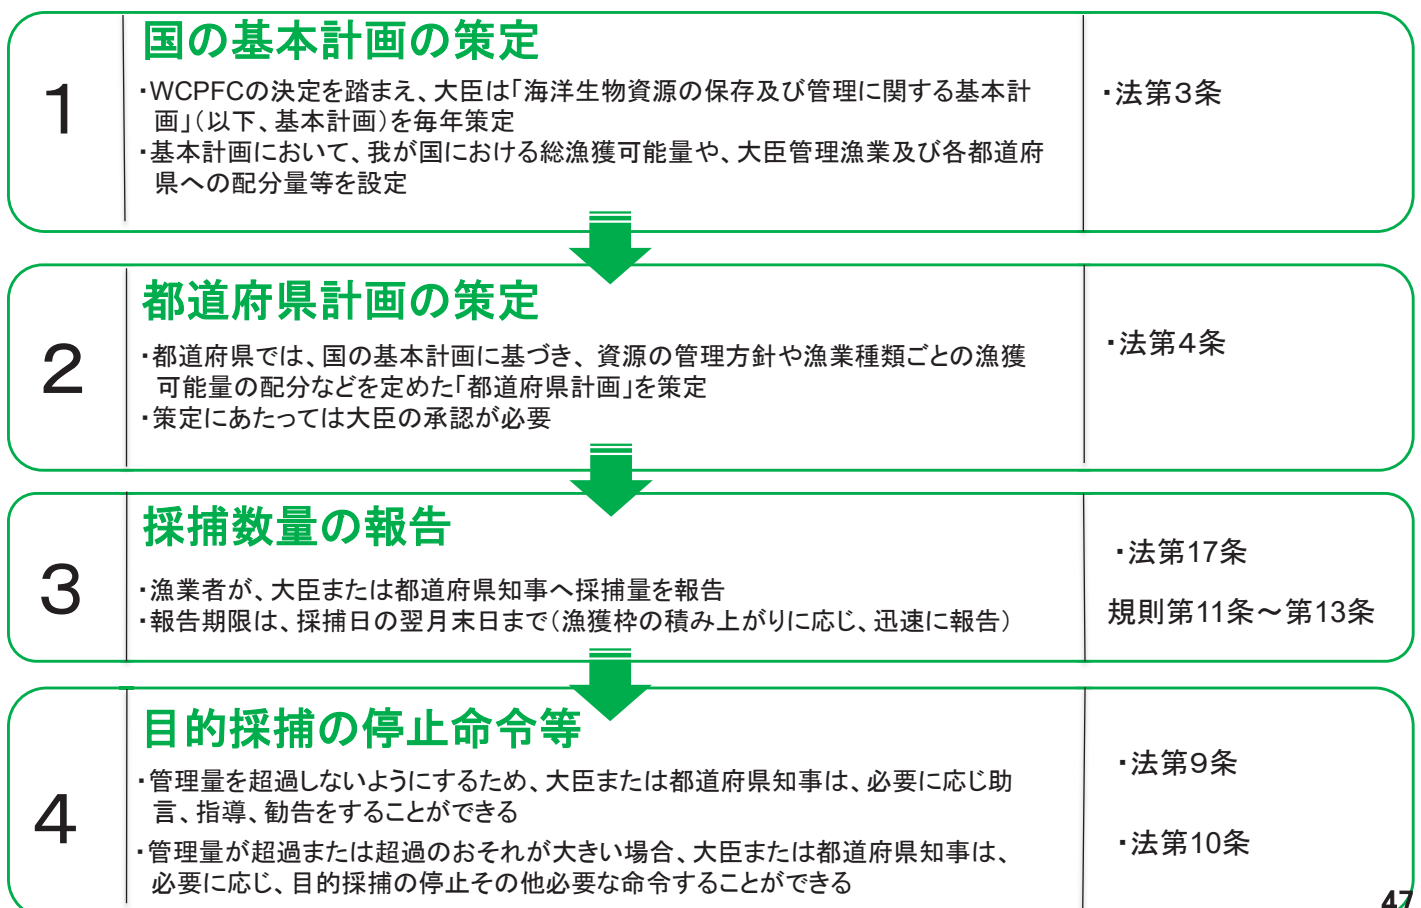 1
国の基本計画の策定
・WCPFCの決定を踏まえ、大臣は「海洋生物資源の保存及び管理に関する基本計
画」（以下、基本計画）を毎年策定
・基本計画において、我が国における総漁獲可能量や、大臣管理漁業及び各都道府
県への配分量等を設定
・法第３条
2
都道府県計画の策定
・都道府県では、国の基本計画に基づき、資源の管理方針や漁業種類ごとの漁獲
可能量の配分などを定めた「都道府県計画」を策定
・策定にあたっては大臣の承認が必要
・法第４条
3
採捕数量の報告
・漁業者が、大臣または都道府県知事へ採捕量を報告
・報告期限は、採捕日の翌月末日まで（漁獲枠の積み上がりに応じ、迅速に報告）
・法第17条
規則第11条～第13条
4
目的採捕の停止命令等
・管理量を超過しないようにするため、大臣または都道府県知事は、必要に応じ助
言、指導、勧告をすることができる
・管理量が超過または超過のおそれが大きい場合、大臣または都道府県知事は、
必要に応じ、目的採捕の停止その他必要な命令することができる
・法第９条
・法第10条
47